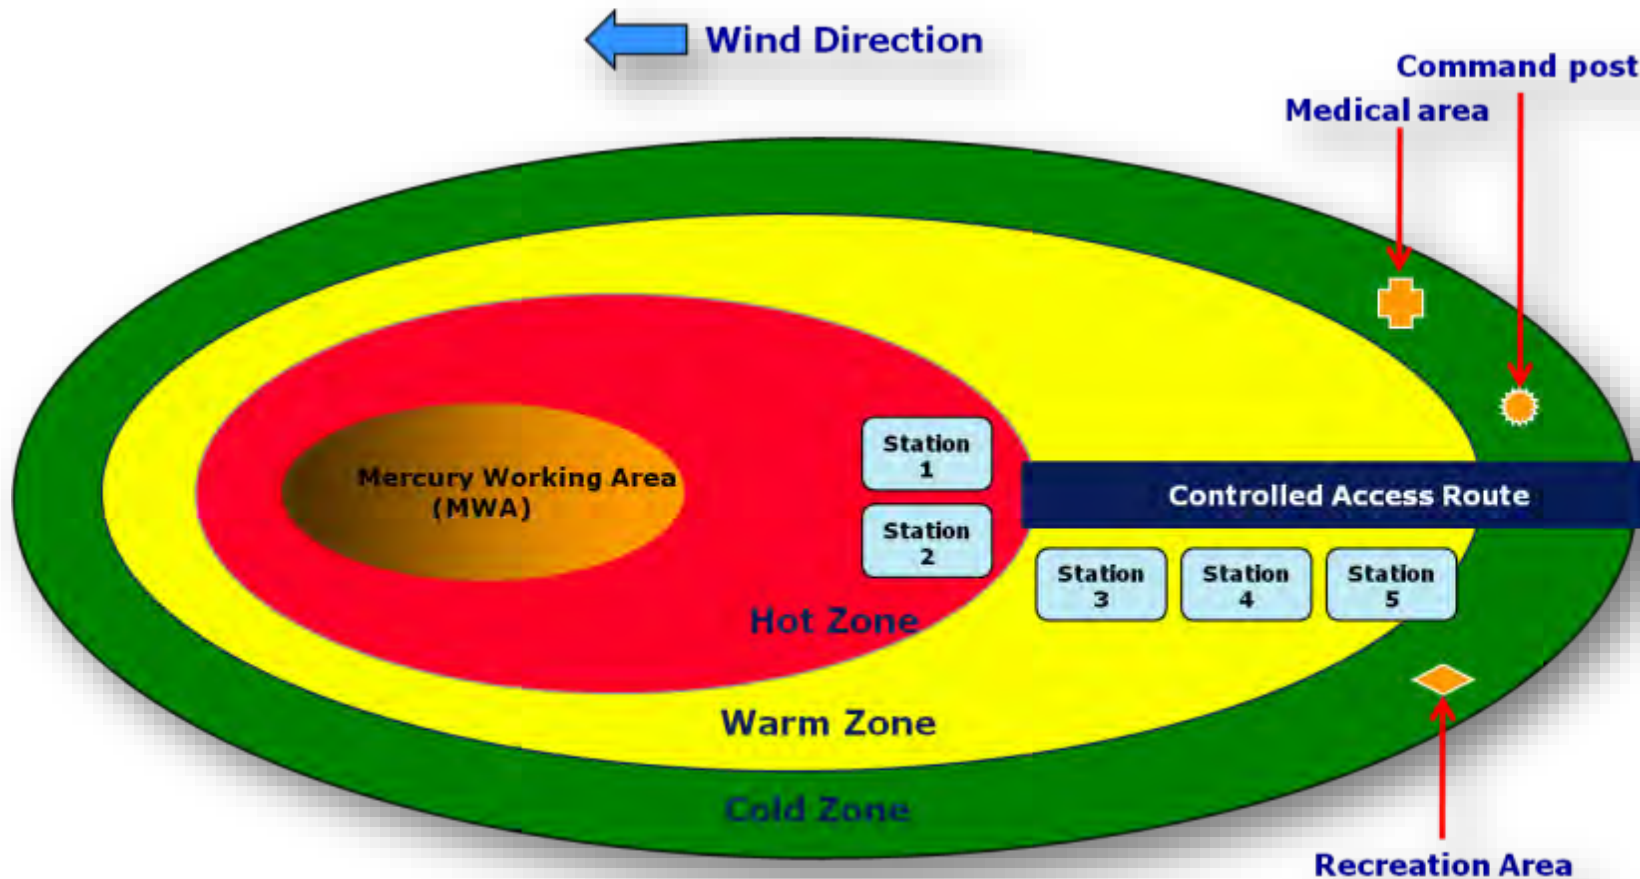 Wind Direction
Command post
Medical area
Station
1
Mercury Working Area
(MWA)
Controlled Access Route
Station
2
Station
3
Station
4
Station
5
Hot Zone
Warm Zone
Cold Zone
Recreation Area